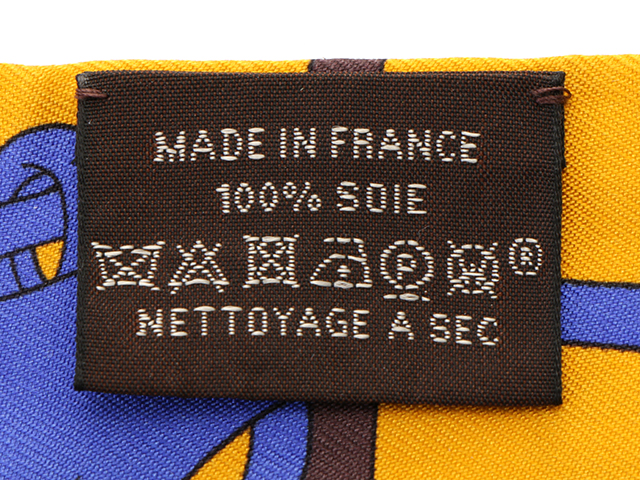 MADE IN FRANCE
100% SOIE
P ®
NETTOYAGE A SEC